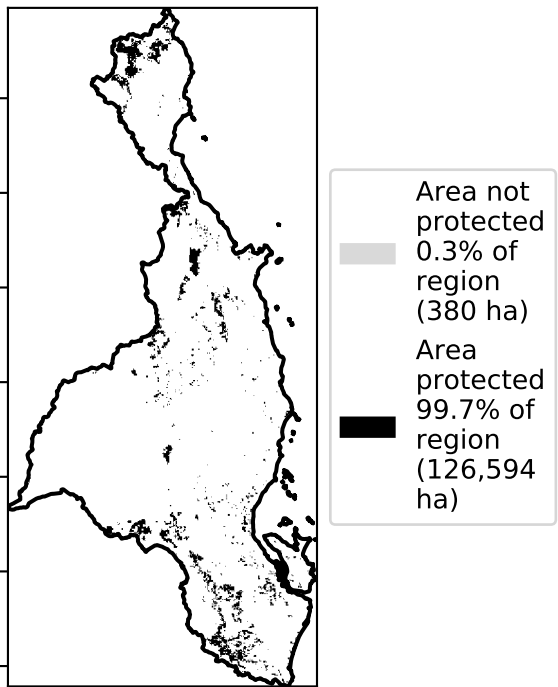 Area not
protected
0.3% of
region
(380 ha)
Area
protected
99.7% of
region
(126,594
ha)